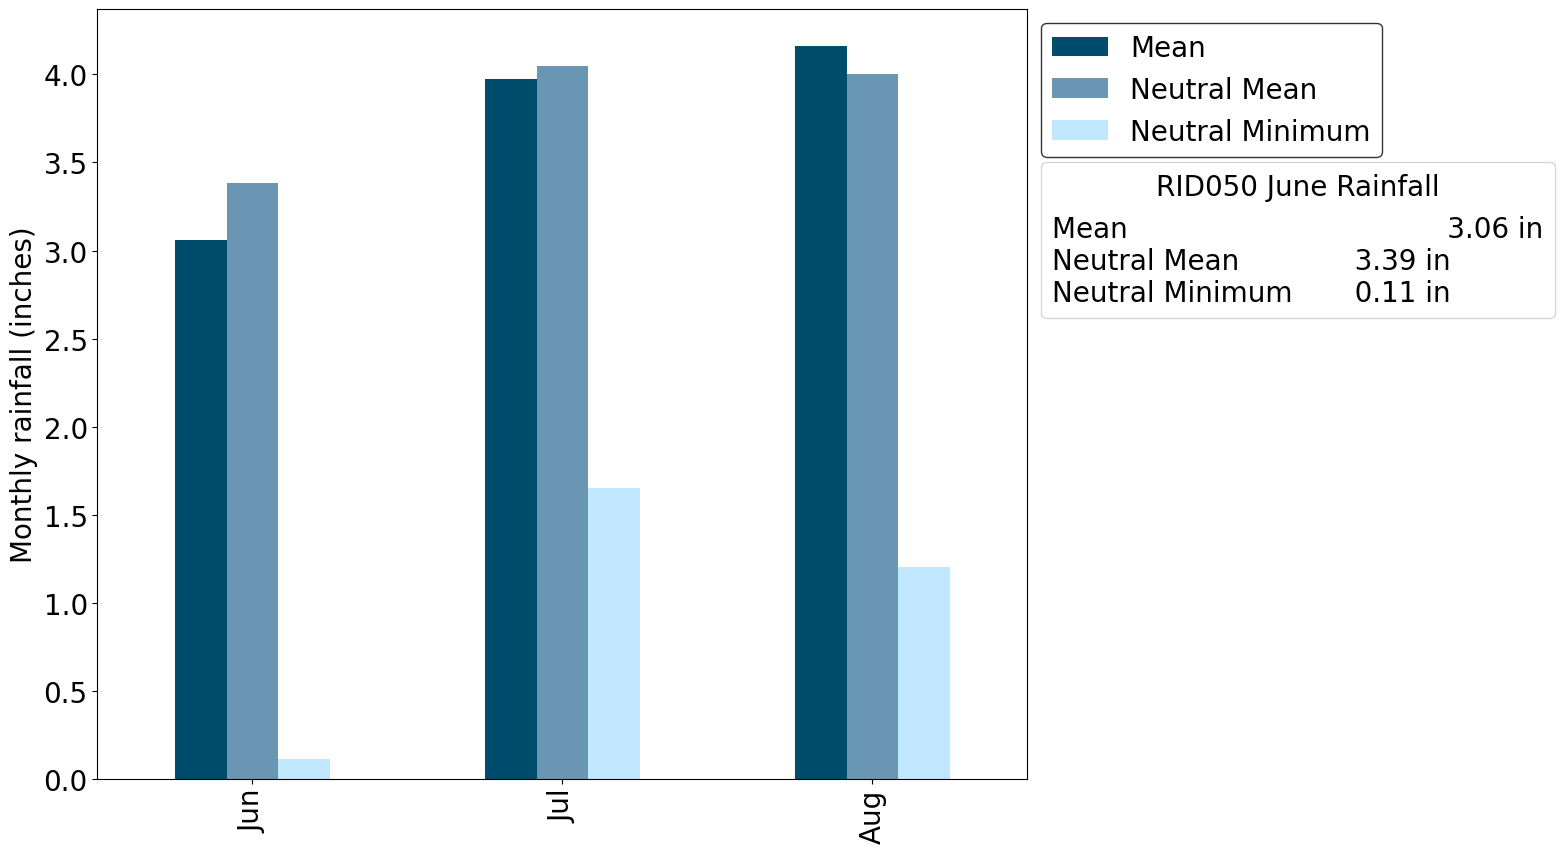 Monthly rainfall (inches)
4.0
3.5
3.0
2.5
2.0
1.5
1.0
0.5
0.0
Jun
Jul
Aug
Mean
Neutral Mean
Neutral Minimum
RID050 June Rainfall
Mean 3.06 in
Neutral Mean 3.39 in
Neutral Minimum 0.11 in